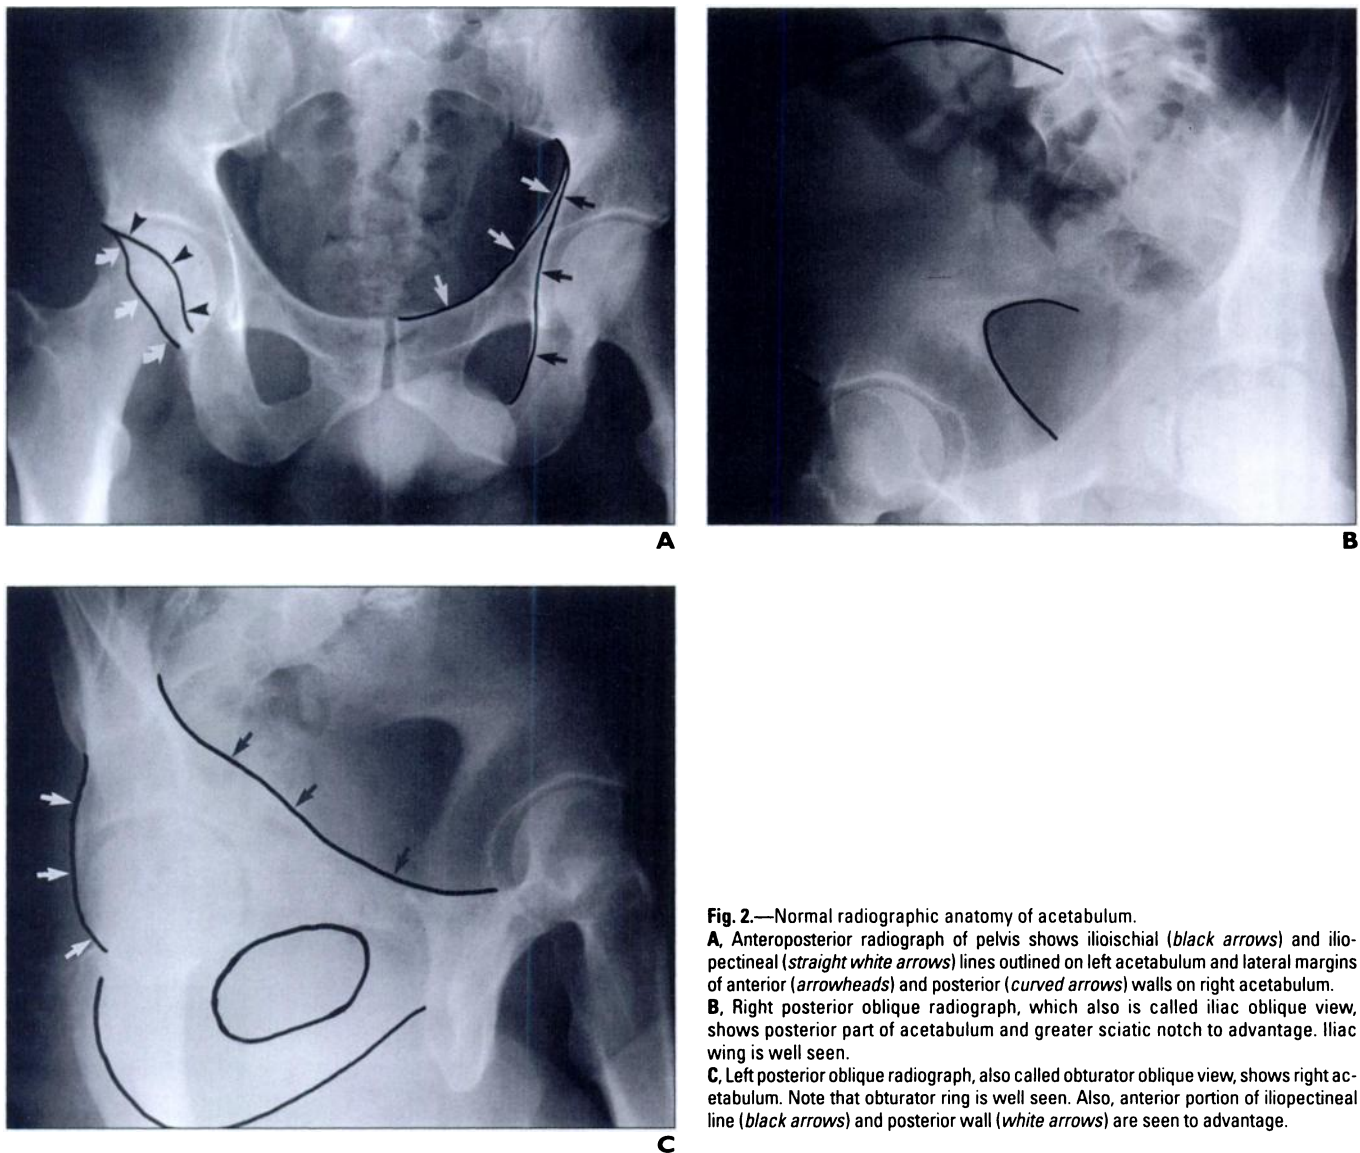 A
B
C
Fig. 2.—Normal radiographic anatomy of acetabulum.
A, Anteroposterior radiograph of pelvis shows ilioischial (black arrows) and ilio-
pectineal (straight white arrows) lines outlined on left acetabulum and lateral margins
of anterior (arrowheads) and posterior (curved arrows) walls on right acetabulum.
B, Right posterior oblique radiograph, which also is called iliac oblique view,
shows posterior part of acetabulum and greater sciatic notch to advantage. Iliac
wing is well seen.
C, Left posterior oblique radiograph, also called obturator oblique view, shows right ac-
etabulum. Note that obturator ring is well seen. Also, anterior portion of iliopectineal
line (black arrows) and posterior wall (white arrows) are seen to advantage.